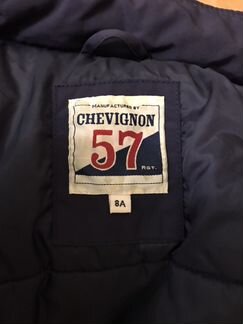 MANUFACTURED BY
CHEVIGNON
57
RGT.
8A